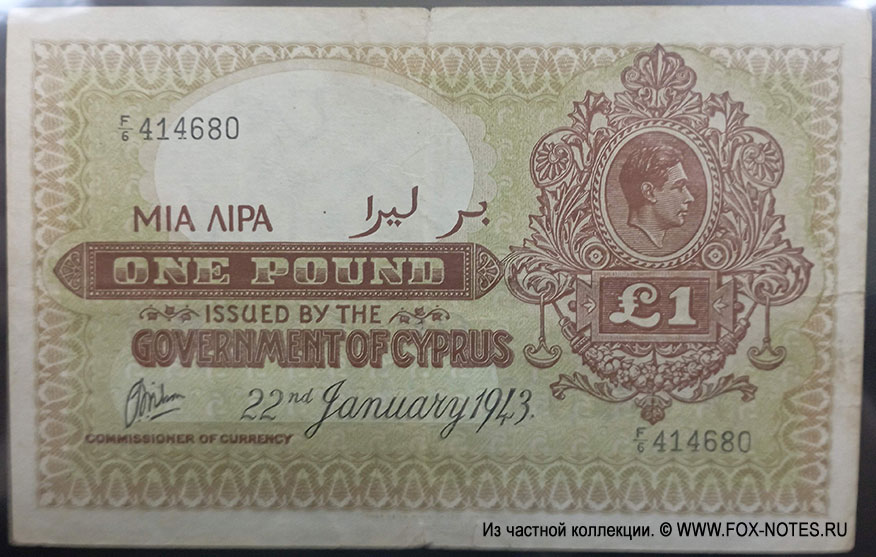 F/6 414680
ΜΙΑ ΛΙΡΑ بر ليرا
ONE POUND
£1
ISSUED BY THE
GOVERNMENT OF CYPRUS
22nd January 1943.
COMMISSIONER OF CURRENCY
F/6 414680
Из частной коллекции. © WWW.FOX-NOTES.RU